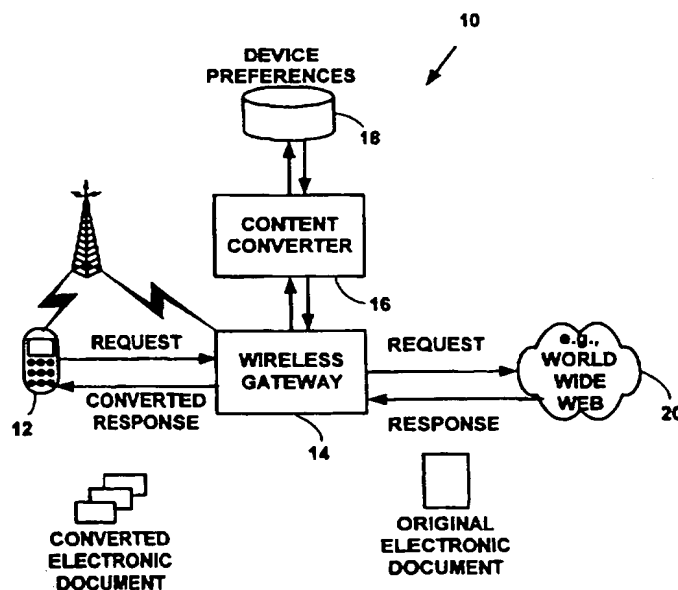 10
DEVICE
PREFERENCES
18
CONTENT
CONVERTER
16
REQUEST
WIRELESS
GATEWAY
REQUEST
e.g.,
WORLD
WIDE
WEB
12
CONVERTED
RESPONSE
14
RESPONSE
20
CONVERTED
ELECTRONIC
DOCUMENT
ORIGINAL
ELECTRONIC
DOCUMENT